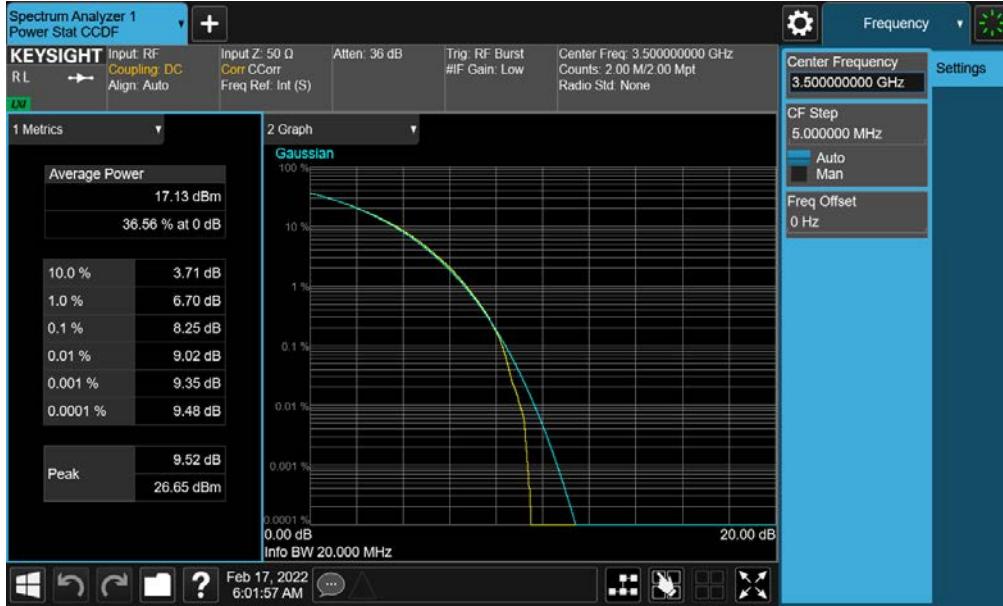 Spectrum Analyzer 1
Power Stat CCDF
Frequency
KEYSIGHT
RL
LXI
Input: RF
Coupling: DC
Align: Auto
Input Z: 50 Ω
Corr CCorr
Freq Ref: Int (S)
Atten: 36 dB
Trig: RF Burst
#IF Gain: Low
Center Freq: 3.500000000 GHz
Counts: 2.00 M/2.00 Mpt
Radio Std: None
Center Frequency
3.500000000 GHz
Settings
CF Step
5.000000 MHz
Auto
Man
Freq Offset
0 Hz
1 Metrics
Average Power
17.13 dBm
36.56 % at 0 dB
10.0 % 3.71 dB
1.0 % 6.70 dB
0.1 % 8.25 dB
0.01 % 9.02 dB
0.001 % 9.35 dB
0.0001 % 9.48 dB
Peak
9.52 dB
26.65 dBm
2 Graph
Gaussian
100 %
10 %
1 %
0.1 %
0.01 %
0.001 %
0.0001 %
0.00 dB 20.00 dB
Info BW 20.000 MHz
?
Feb 17, 2022
6:01:57 AM